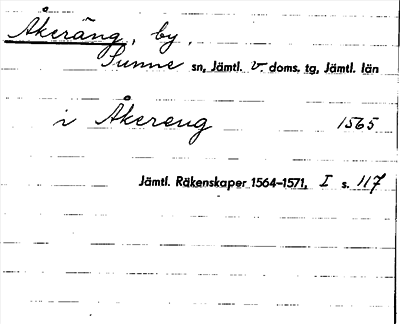 Åkeräng, by,
Sunne sn, Jämtl. v. doms. tg, Jämtl. län
i Åkereng 1565
Jämtl. Räkenskaper 1564-1571, I s. 117